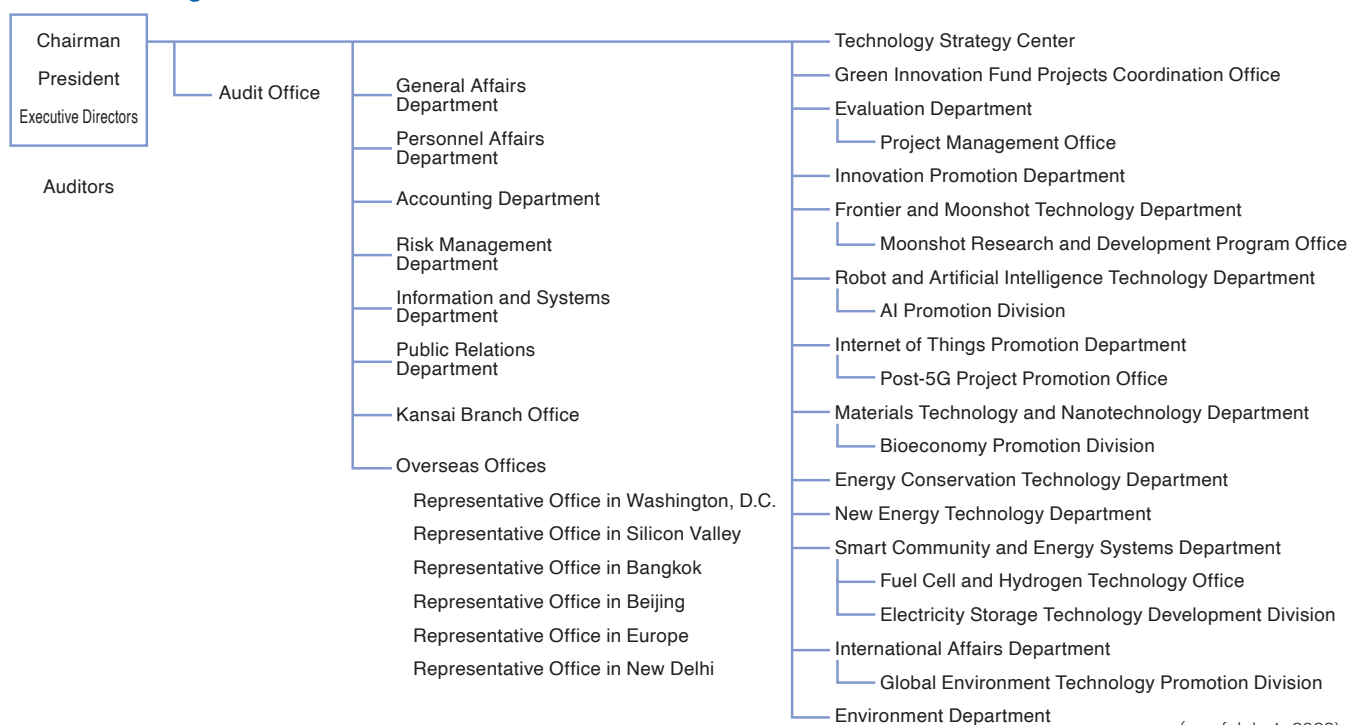 Chairman
President
Executive Directors
Auditors
Audit Office
General Affairs
Department
Personnel Affairs
Department
Accounting Department
Risk Management
Department
Information and Systems
Department
Public Relations
Department
Kansai Branch Office
Overseas Offices
Representative Office in Washington, D.C.
Representative Office in Silicon Valley
Representative Office in Bangkok
Representative Office in Beijing
Representative Office in Europe
Representative Office in New Delhi
Technology Strategy Center
Green Innovation Fund Projects Coordination Office
Evaluation Department
Project Management Office
Innovation Promotion Department
Frontier and Moonshot Technology Department
Moonshot Research and Development Program Office
Robot and Artificial Intelligence Technology Department
AI Promotion Division
Internet of Things Promotion Department
Post-5G Project Promotion Office
Materials Technology and Nanotechnology Department
Bioeconomy Promotion Division
Energy Conservation Technology Department
New Energy Technology Department
Smart Community and Energy Systems Department
Fuel Cell and Hydrogen Technology Office
Electricity Storage Technology Development Division
International Affairs Department
Global Environment Technology Promotion Division
Environment Department